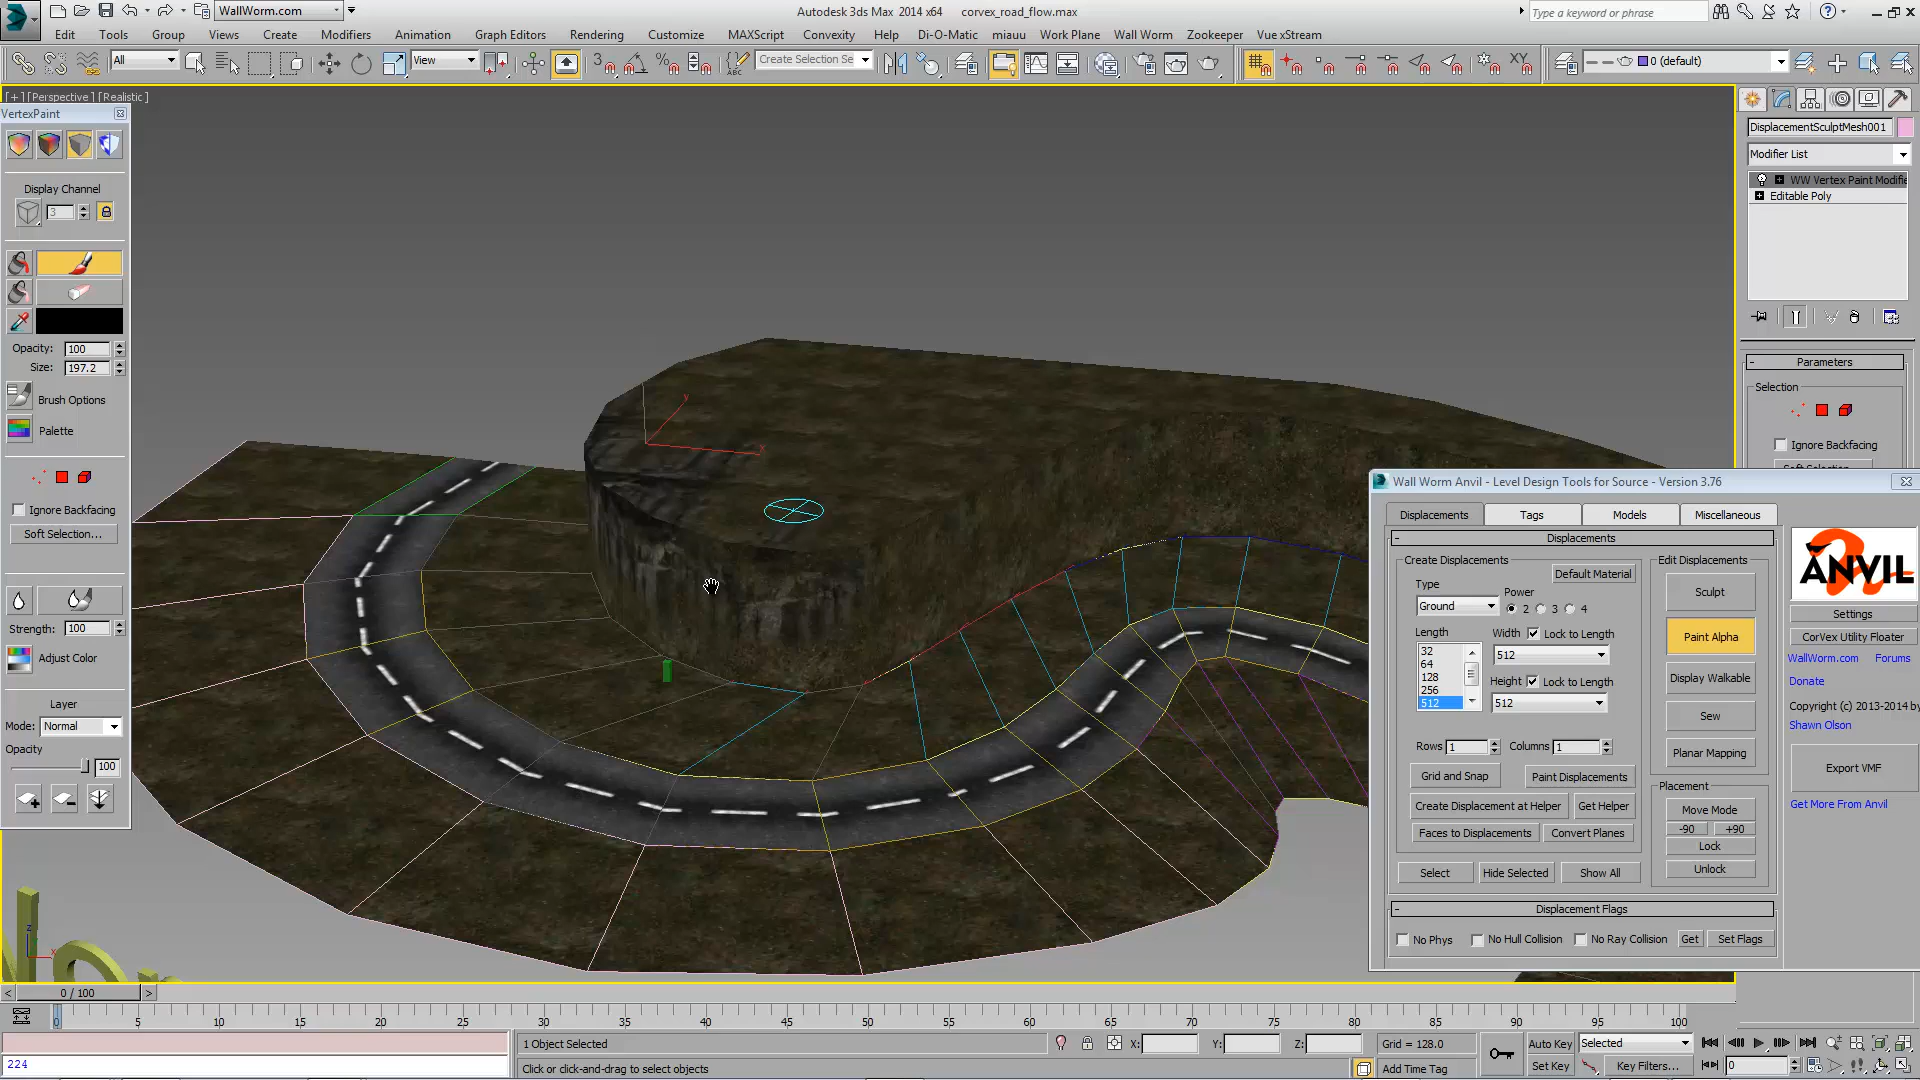 WallWorm.com
Autodesk 3ds Max 2014 x64 corvex_road_flow.max
Type a keyword or phrase
Edit Tools Group Views Create Modifiers Animation Graph Editors Rendering Customize MAXScript Convexity Help Di-O-Matic miauu Work Plane Wall Worm Zookeeper Vue xStream
All View Create Selection Se 0 (default)
[+][Perspective][Realistic]
VertexPaint
Display Channel
3
Opacity: 100
Size: 197.2
Brush Options
Palette
Ignore Backfacing
Soft Selection...
Strength: 100
Adjust Color
Layer
Mode: Normal
Opacity
100
DisplacementSculptMesh001
Modifier List
WW Vertex Paint Modifie
Editable Poly
Parameters
Selection
Ignore Backfacing
Wall Worm Anvil - Level Design Tools for Source - Version 3.76
Displacements Tags Models Miscellaneous
Displacements
Create Displacements
Default Material
Type
Ground
Power
2 3 4
Length
32
64
128
256
512
Width Lock to Length
512
Height Lock to Length
512
Rows 1 Columns 1
Grid and Snap Paint Displacements
Create Displacement at Helper Get Helper
Faces to Displacements Convert Planes
Select Hide Selected Show All
Edit Displacements
Sculpt
Paint Alpha
Display Walkable
Sew
Planar Mapping
Placement
Move Mode
-90 +90
Lock
Unlock
Displacement Flags
No Phys No Hull Collision No Ray Collision Get Set Flags
ANVIL
Settings
CorVex Utility Floater
WallWorm.com Forums
Donate
Copyright (c) 2013-2014 by
Shawn Olson
Export VMF
Get More From Anvil
< 0 / 100 >
0 5 10 15 20 25 30 35 40 45 50 55 60 65 70 75 80 85 90 95 100
224
1 Object Selected
X: Y: Z: Grid = 128.0
Auto Key Selected
Click or click-and-drag to select objects
Add Time Tag
Set Key Key Filters... 0